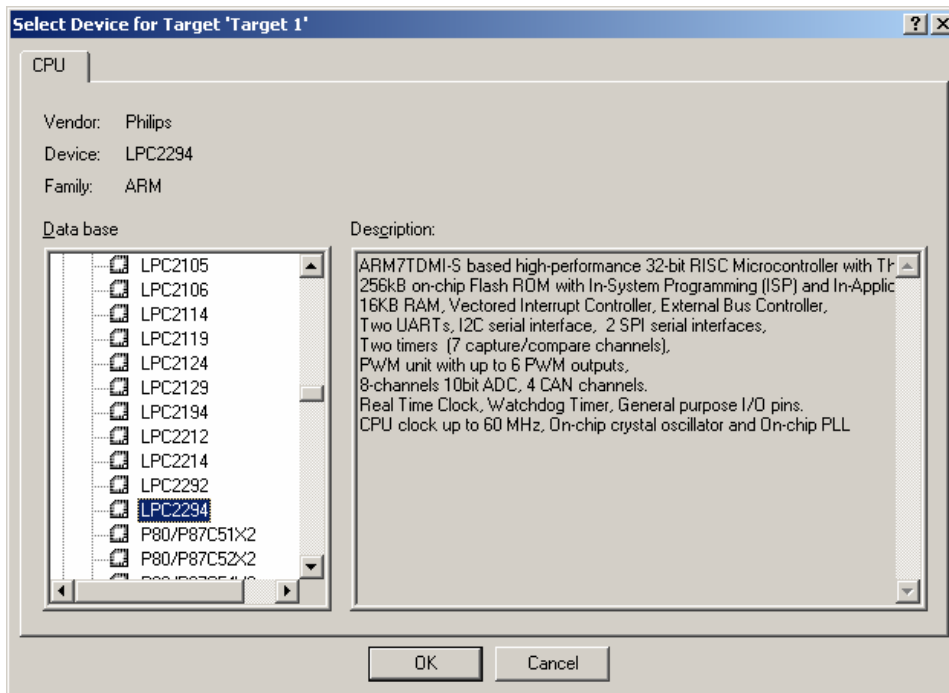 Select Device for Target 'Target 1'
CPU
Vendor: Philips
Device: LPC2294
Family: ARM
Data base
Description:
LPC2105
LPC2106
LPC2114
LPC2119
LPC2124
LPC2129
LPC2194
LPC2212
LPC2214
LPC2292
LPC2294
P80/P87C51X2
P80/P87C52X2
ARM7TDMI-S based high-performance 32-bit RISC Microcontroller with Th
256kB on-chip Flash ROM with In-System Programming (ISP) and In-Applic
16KB RAM, Vectored Interrupt Controller, External Bus Controller,
Two UARTs, I2C serial interface, 2 SPI serial interfaces,
Two timers (7 capture/compare channels),
PWM unit with up to 6 PWM outputs,
8-channels 10bit ADC, 4 CAN channels.
Real Time Clock, Watchdog Timer, General purpose I/O pins.
CPU clock up to 60 MHz, On-chip crystal oscillator and On-chip PLL
OK
Cancel